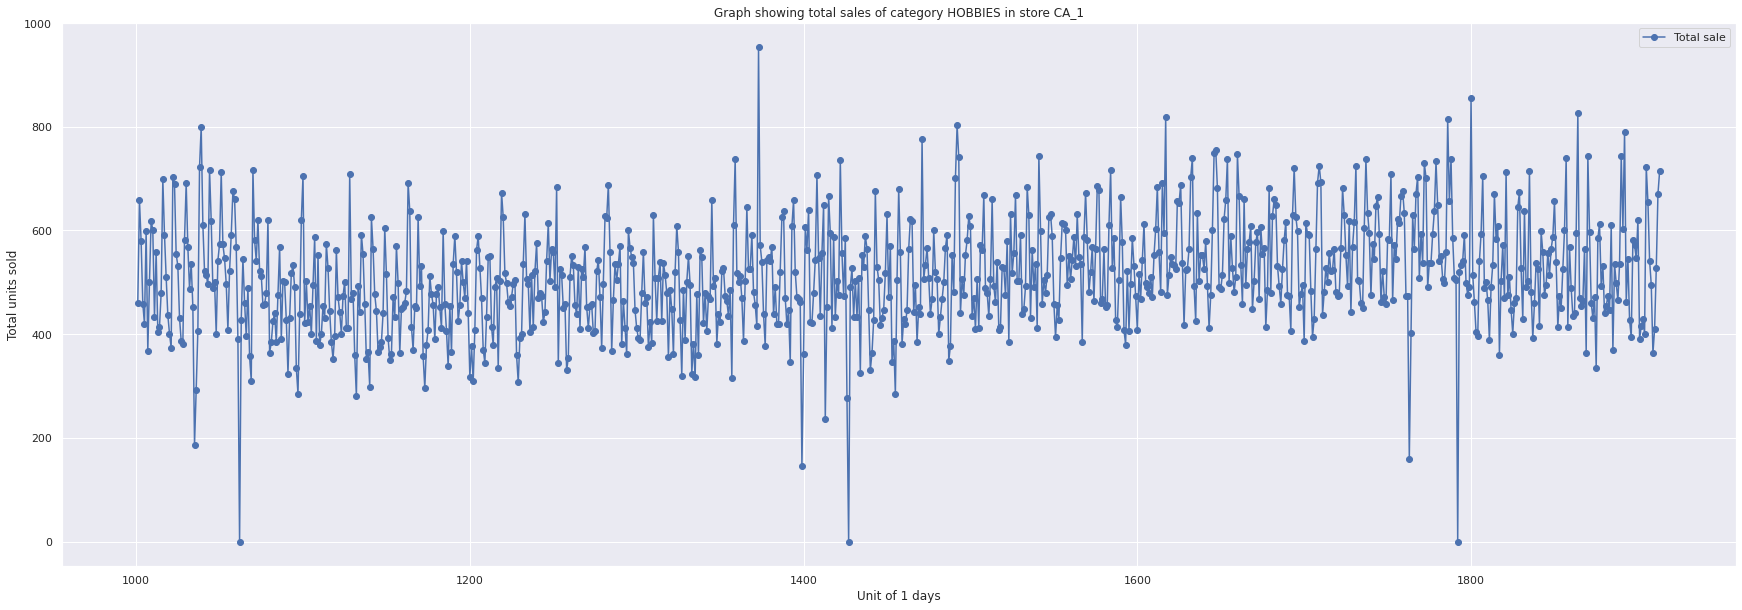 Graph showing total sales of category HOBBIES in store CA_1
Total sale
Total units sold
1000
800
600
400
200
0
1000
1200
1400
1600
1800
Unit of 1 days